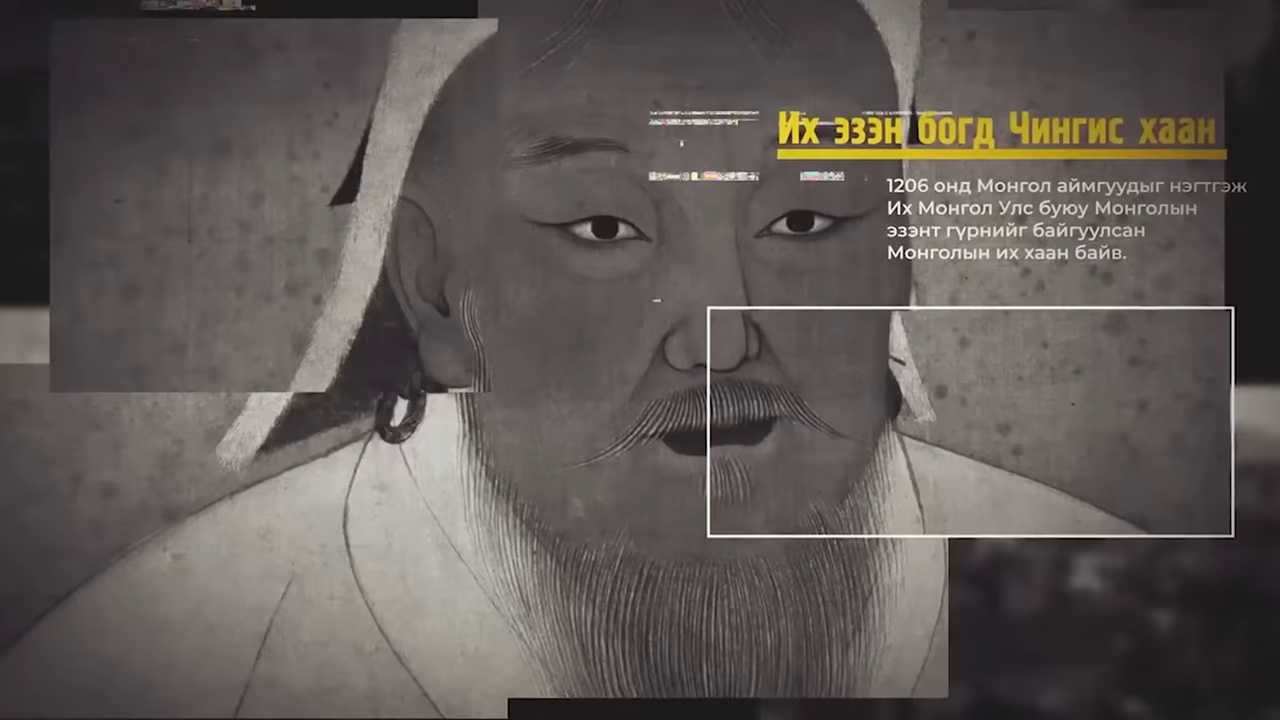 Их эзэн богд Чингис хаан
1206 онд Монгол аймгуудыг нэгтгэж
Их Монгол Улс буюу Монголын
эзэнт гүрнийг байгуулсан
Монголын их хаан байв.